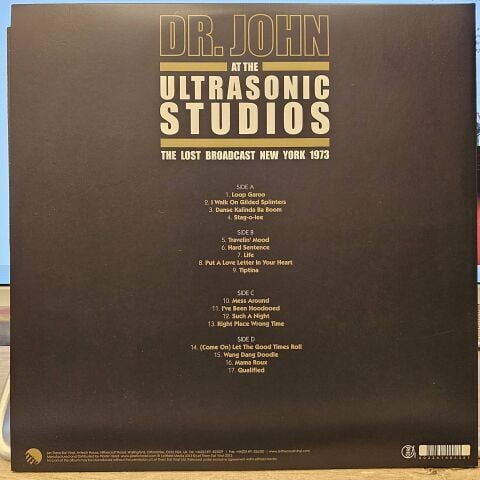 DR. JOHN
AT THE
ULTRASONIC
STUDIOS
THE LOST BROADCAST NEW YORK 1973
SIDE A
1. Loop Garoo
2. I Walk On Gilded Splinters
3. Danse Kalinda Ba Boom
4. Stag-o-lee
SIDE B
5. Travelin' Mood
6. Hard Sentence
7. Life
8. Put A Love Letter In Your Heart
9. Tiptina
SIDE C
10. Mess Around
11. I've Been Hoodooed
12. Such A Night
13. Right Place Wrong Time
SIDE D
14. (Come On) Let The Good Times Roll
15. Wang Dang Doodle
16. Mama Roux
17. Qualified